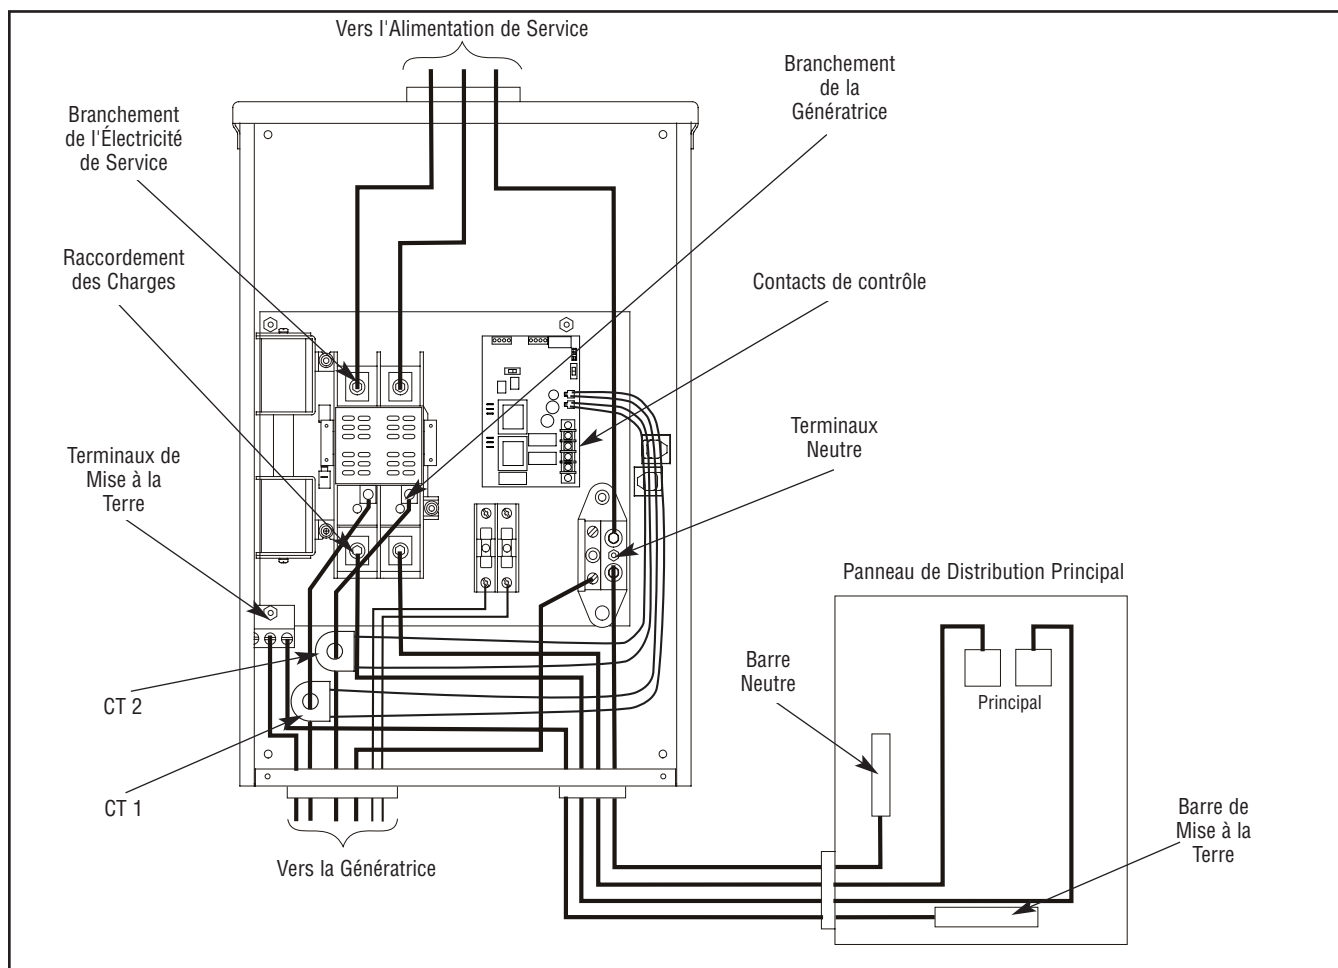 Vers l'Alimentation de Service
Branchement
de la
Génératrice
Branchement
de l'Électricité
de Service
Raccordement
des Charges
Contacts de contrôle
Terminaux
Neutre
Terminaux de
Mise à la
Terre
Panneau de Distribution Principal
Barre
Neutre
Principal
CT 2
CT 1
Barre de
Mise à la
Terre
Vers la Génératrice